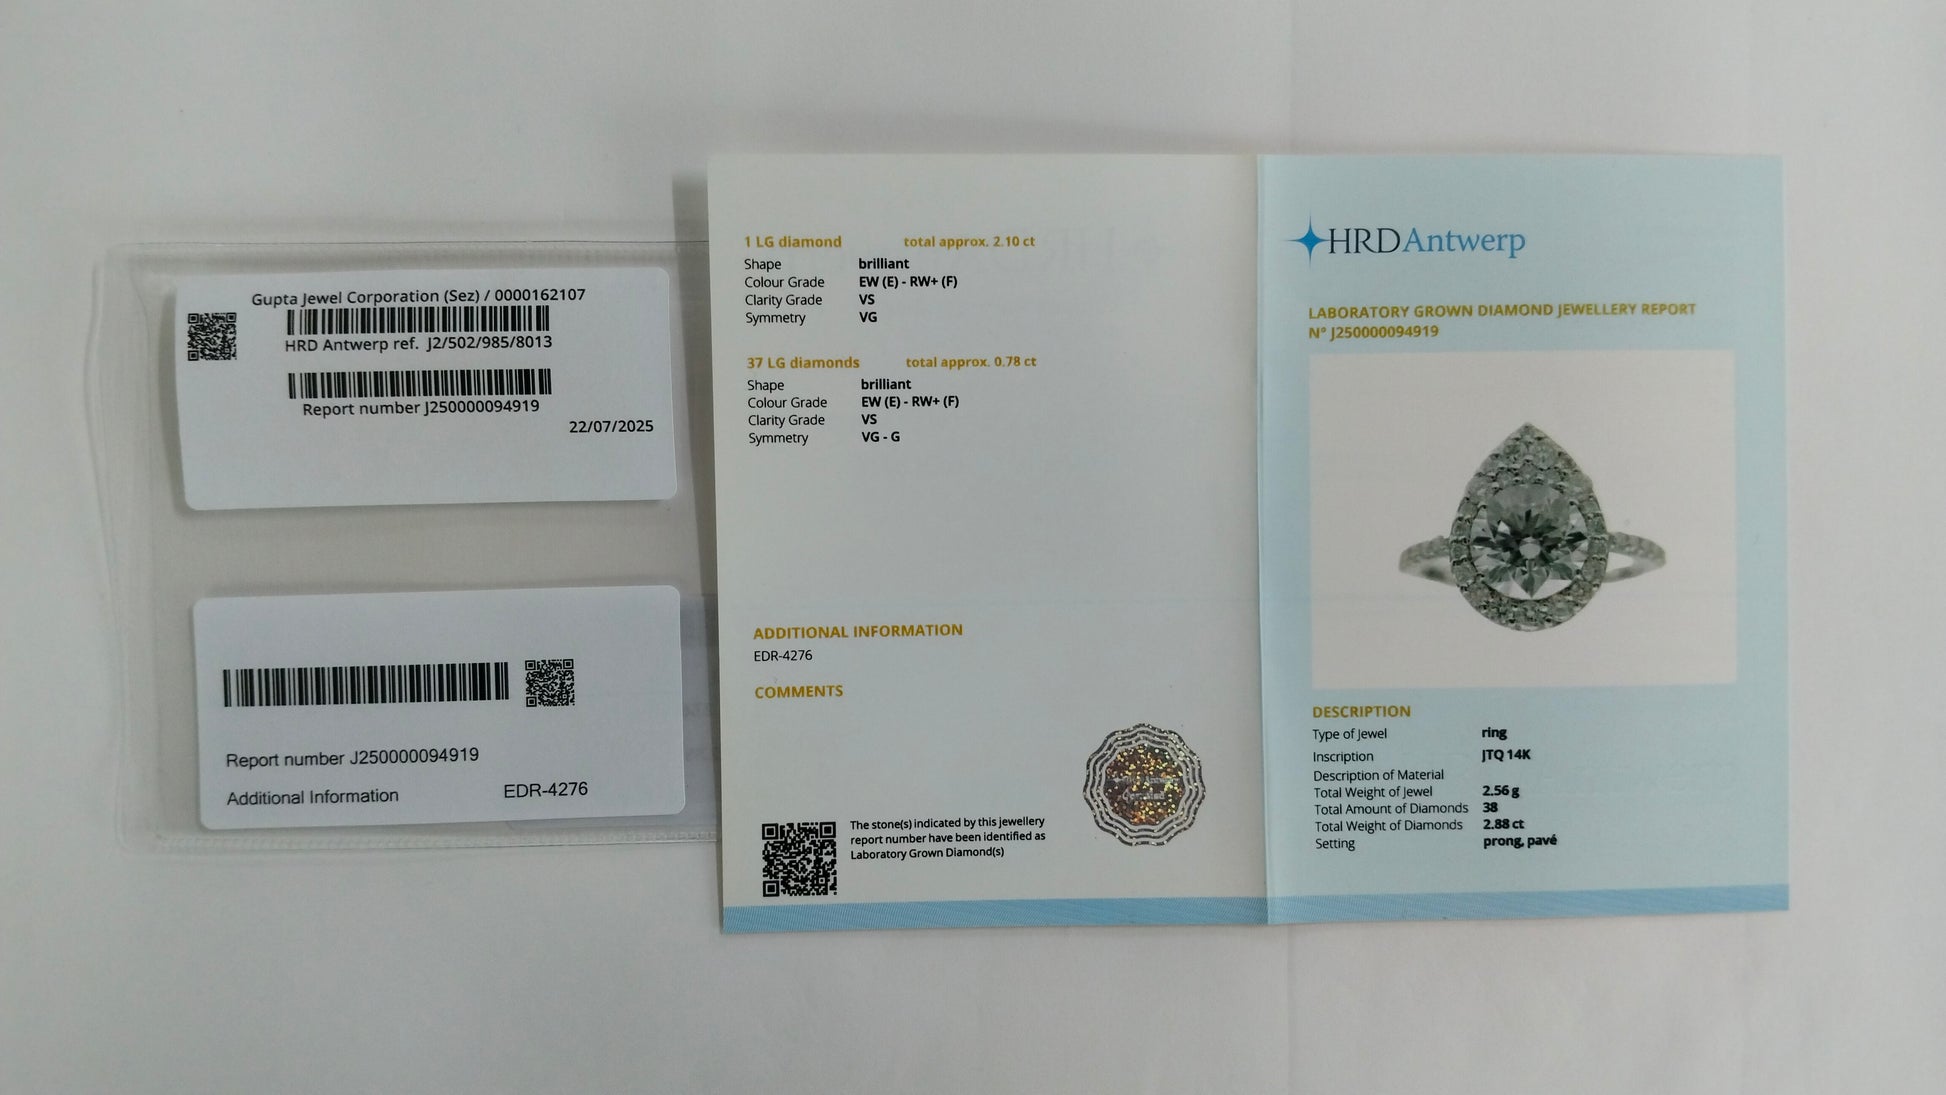 Gupta Jewel Corporation (Sez) / 0000162107
HRD Antwerp ref. J2/502/985/8013
Report number J250000094919
22/07/2025
Report number J250000094919
Additional Information EDR-4276
1 LG diamond total approx. 2.10 ct
Shape brilliant
Colour Grade EW (E) - RW+ (F)
Clarity Grade VS
Symmetry VG
37 LG diamonds total approx. 0.78 ct
Shape brilliant
Colour Grade EW (E) - RW+ (F)
Clarity Grade VS
Symmetry VG - G
ADDITIONAL INFORMATION
EDR-4276
COMMENTS
The stone(s) indicated by this jewellery
report number have been identified as
Laboratory Grown Diamond(s)
HRD Antwerp
LABORATORY GROWN DIAMOND JEWELLERY REPORT
N° J250000094919
DESCRIPTION
Type of Jewel ring
Inscription JTQ 14K
Description of Material
Total Weight of Jewel 2.56 g
Total Amount of Diamonds 38
Total Weight of Diamonds 2.88 ct
Setting prong, pavé